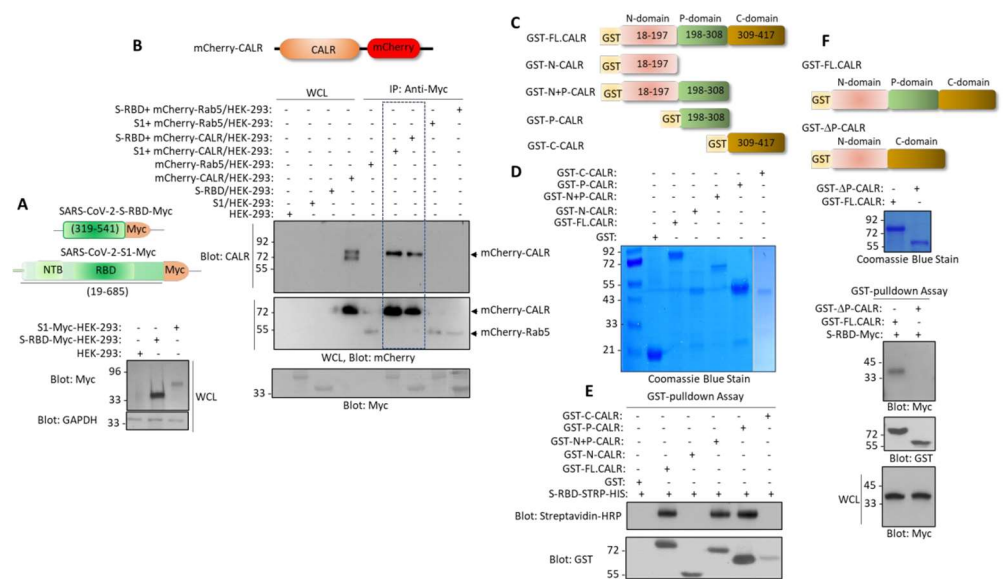 A
SARS-CoV-2-S-RBD-Myc
(319-541)
Myc
SARS-CoV-2-S1-Myc
NTB
RBD
Myc
(19-685)
S1-Myc-HEK-293: - - +
S-RBD-Myc-HEK-293: - + -
HEK-293: + - -
96
Blot: Myc
33
WCL
Blot: GAPDH
33
B
mCherry-CALR
CALR
mCherry
WCL
IP: Anti-Myc
S-RBD+ mCherry-Rab5/HEK-293: - - - - - - - - +
S1+ mCherry-Rab5/HEK-293: - - - - - - - + -
S-RBD+ mCherry-CALR/HEK-293: - - - - - - + - -
S1+ mCherry-CALR/HEK-293: - - - - - + - - -
mCherry-Rab5/HEK-293: - - - - + - - - -
mCherry-CALR/HEK-293: - - - + - - - - -
S-RBD/HEK-293: - - + - - - - - -
S1/HEK-293: - + - - - - - - -
HEK-293: + - - - - - - - -
92
Blot: CALR
72
55
mCherry-CALR
72
mCherry-CALR
55
mCherry-Rab5
WCL, Blot: mCherry
33
Blot: Myc
C
N-domain P-domain C-domain
GST-FL.CALR
GST 18-197 198-308 309-417
GST-N-CALR
GST 18-197
GST-N+P-CALR
GST 18-197 198-308
GST-P-CALR
GST 198-308
GST-C-CALR
GST 309-417
D
GST-C-CALR: - - - - - +
GST-P-CALR: - - - - + -
GST-N+P-CALR: - - - + - -
GST-N-CALR: - - + - - -
GST-FL.CALR: - + - - - -
GST: + - - - - -
92
72
55
43
33
21
Coomassie Blue Stain
E
GST-pulldown Assay
GST-C-CALR: - - - - - +
GST-P-CALR: - - - - + -
GST-N+P-CALR: - - - + - -
GST-N-CALR: - - + - - -
GST-FL.CALR: - + - - - -
GST: + - - - - -
S-RBD-STRP-HIS: + + + + + +
Blot: Streptavidin-HRP
Blot: GST
72
55
F
GST-FL.CALR
N-domain P-domain C-domain
GST
GST-ΔP-CALR
N-domain C-domain
GST
GST-ΔP-CALR: - +
GST-FL.CALR: + -
92
72
55
Coomassie Blue Stain
GST-pulldown Assay
GST-ΔP-CALR: - +
GST-FL.CALR: + -
S-RBD-Myc: + +
45
33
Blot: Myc
72
55
Blot: GST
45
WCL
33
Blot: Myc